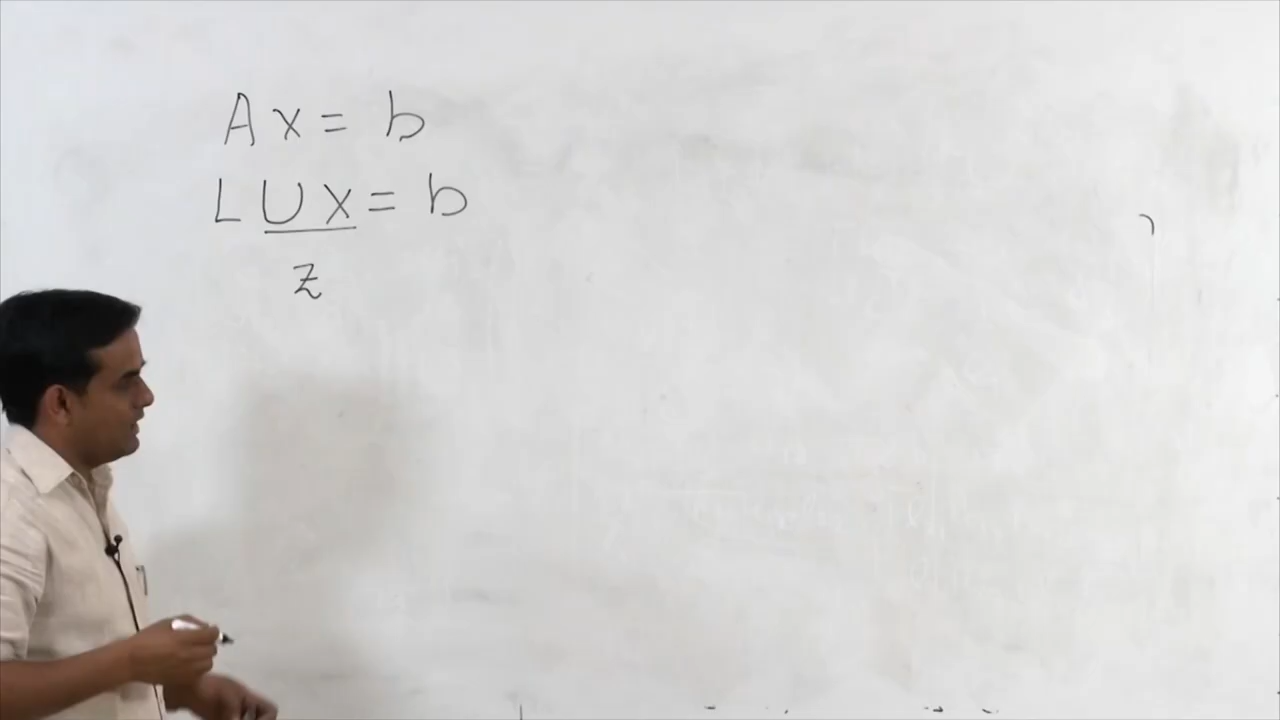 Ax = b
LUx = b
z